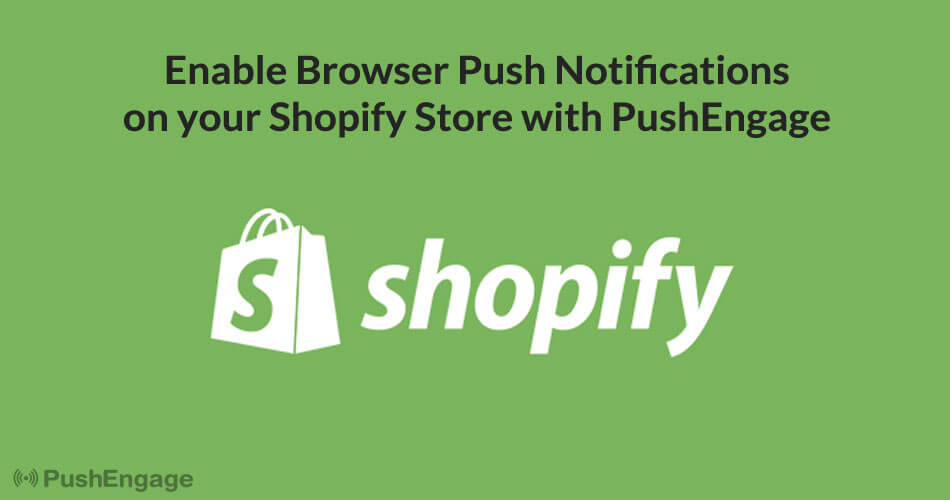 Enable Browser Push Notifications
on your Shopify Store with PushEngage
S shopify
PushEngage